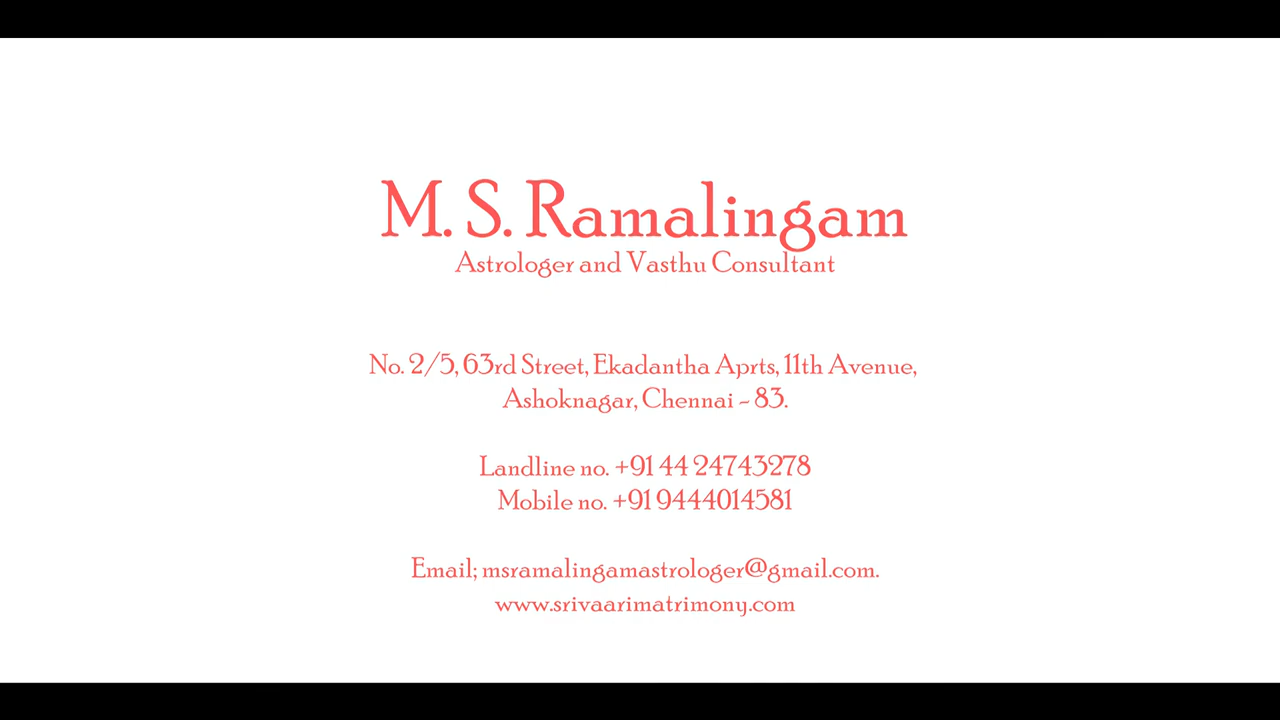 M. S. Ramalingam
Astrologer and Vasthu Consultant
No. 2/5, 63rd Street, Ekadantha Aprts, 11th Avenue,
Ashoknagar, Chennai - 83.
Landline no. +91 44 24743278
Mobile no. +91 9444014581
Email; msramalingamastrologer@gmail.com.
www.srivaarimatrimony.com